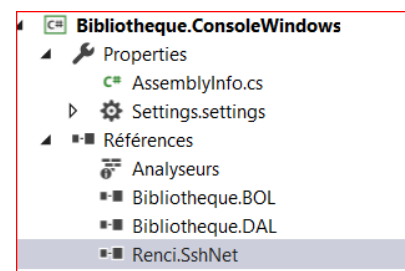 C# Bibliotheque.ConsoleWindows
Properties
C# AssemblyInfo.cs
Settings.settings
Références
Analyseurs
Bibliotheque.BOL
Bibliotheque.DAL
Renci.SshNet